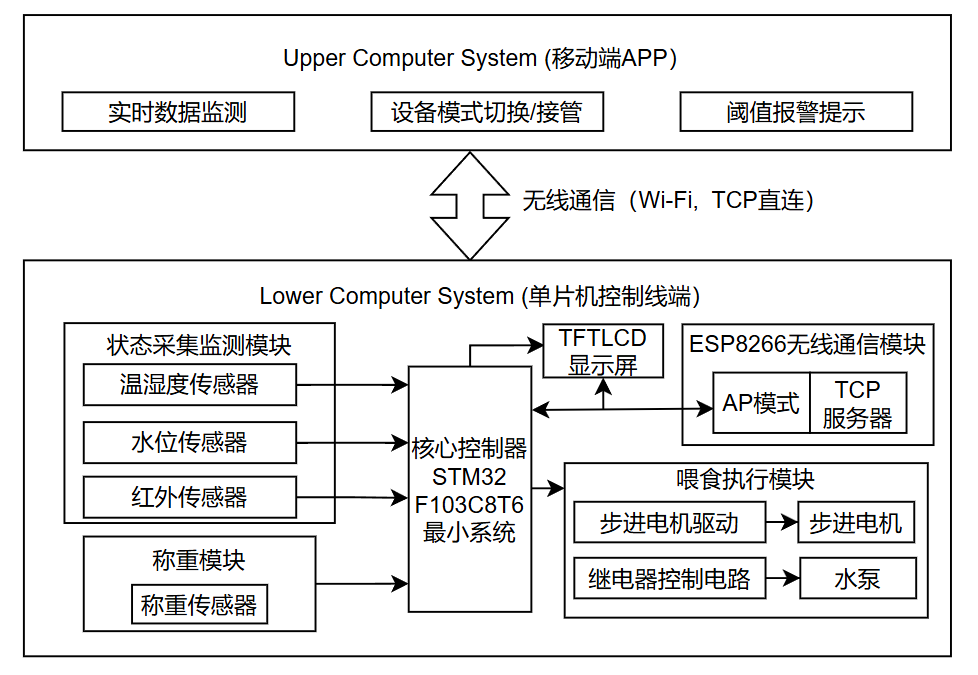 Upper Computer System (移动端APP）
实时数据监测
设备模式切换/接管
阈值报警提示
无线通信（Wi-Fi，TCP直连）
Lower Computer System (单片机控制线端）
状态采集监测模块
温湿度传感器
水位传感器
红外传感器
称重模块
称重传感器
核心控制器
STM32
F103C8T6
最小系统
TFTLCD
显示屏
ESP8266无线通信模块
AP模式
TCP
服务器
喂食执行模块
步进电机驱动
步进电机
继电器控制电路
水泵